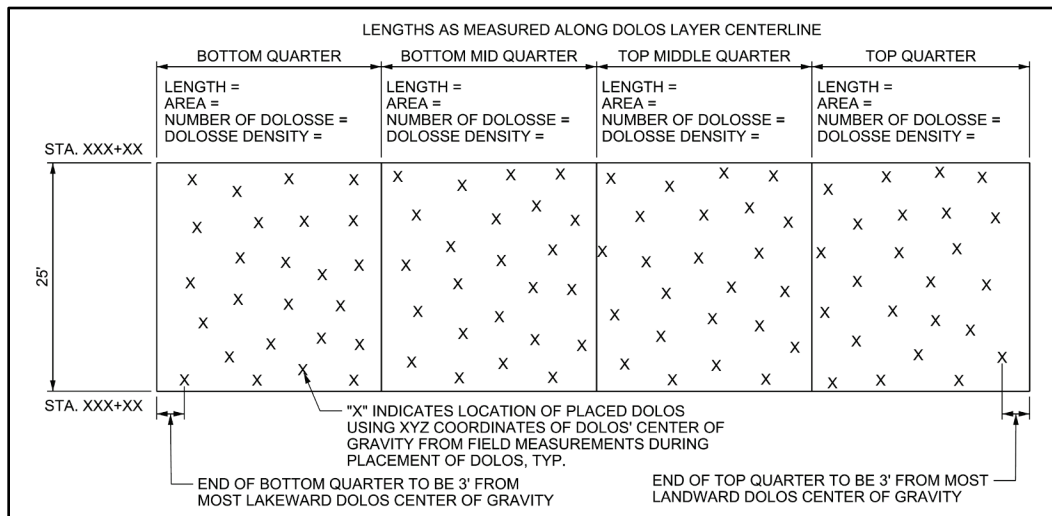 LENGTHS AS MEASURED ALONG DOLOS LAYER CENTERLINE
BOTTOM QUARTER
BOTTOM MID QUARTER
TOP MIDDLE QUARTER
TOP QUARTER
LENGTH =
AREA =
NUMBER OF DOLOSSE =
DOLOSSE DENSITY =
LENGTH =
AREA =
NUMBER OF DOLOSSE =
DOLOSSE DENSITY =
LENGTH =
AREA =
NUMBER OF DOLOSSE =
DOLOSSE DENSITY =
LENGTH =
AREA =
NUMBER OF DOLOSSE =
DOLOSSE DENSITY =
STA. XXX+XX
25'
STA. XXX+XX
"X" INDICATES LOCATION OF PLACED DOLOS
USING XYZ COORDINATES OF DOLOS' CENTER OF
GRAVITY FROM FIELD MEASUREMENTS DURING
PLACEMENT OF DOLOS, TYP.
END OF BOTTOM QUARTER TO BE 3' FROM
MOST LAKEWARD DOLOS CENTER OF GRAVITY
END OF TOP QUARTER TO BE 3' FROM MOST
LANDWARD DOLOS CENTER OF GRAVITY